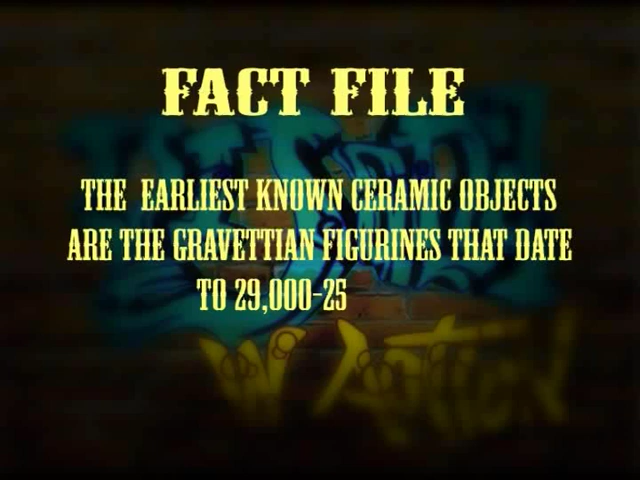 FACT FILE
THE EARLIEST KNOWN CERAMIC OBJECTS
ARE THE GRAVETTIAN FIGURINES THAT DATE
TO 29,000-25